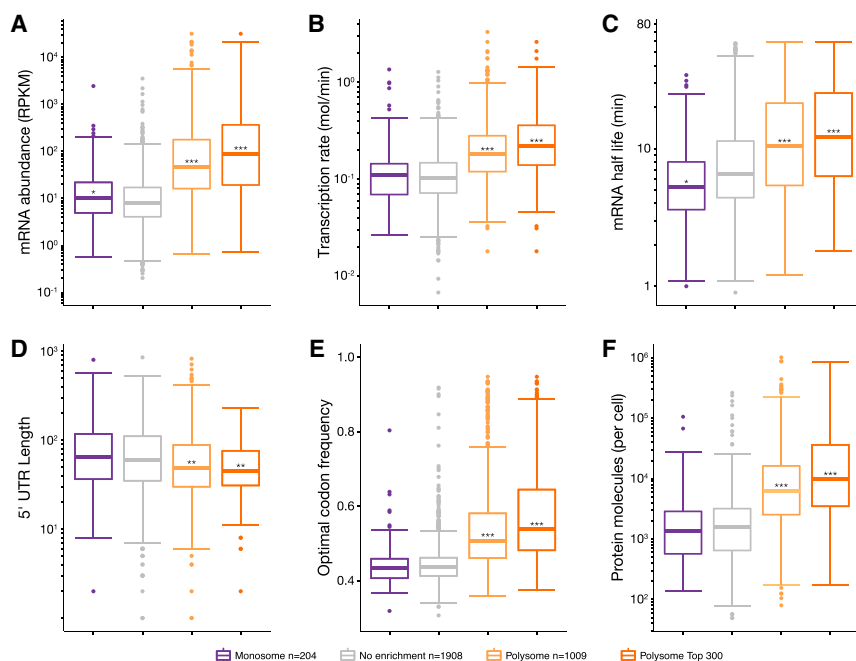 A
mRNA abundance (RPKM)
10⁴
10³
10²
10¹
10⁰
10⁻¹
*
***
***
B
Transcription rate (mol/min)
10⁰
10⁻¹
10⁻²
***
***
C
mRNA half life (min)
80
10
1
*
***
***
D
5' UTR Length
10³
10²
10¹
**
**
E
Optimal codon frequency
1.0
0.8
0.6
0.4
***
***
F
Protein molecules (per cell)
10⁶
10⁵
10⁴
10³
10²
***
***
Monosome n=204
No enrichment n=1908
Polysome n=1009
Polysome Top 300